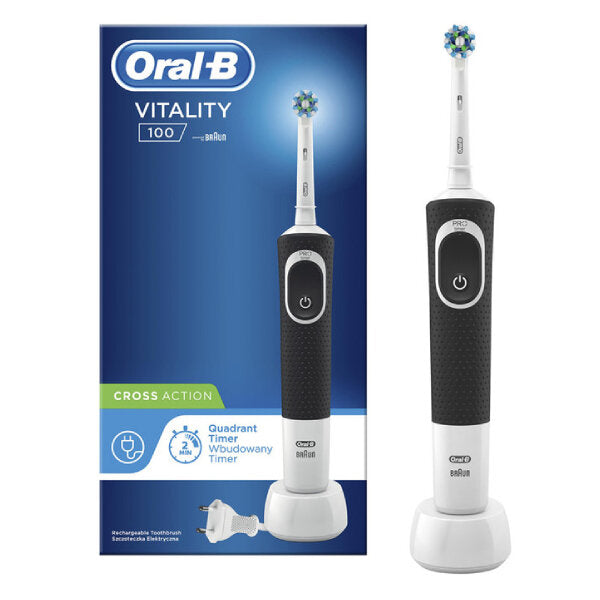 Oral-B
VITALITY
100
BRAUN
PRO
CROSS ACTION
2
MIN
Quadrant
Timer
Wbudowany
Timer
Oral-B
BRAUN
Rechargeable Toothbrush
Szczoteczka Elektryczna
Oral-B
PRO
Oral-B
BRAUN